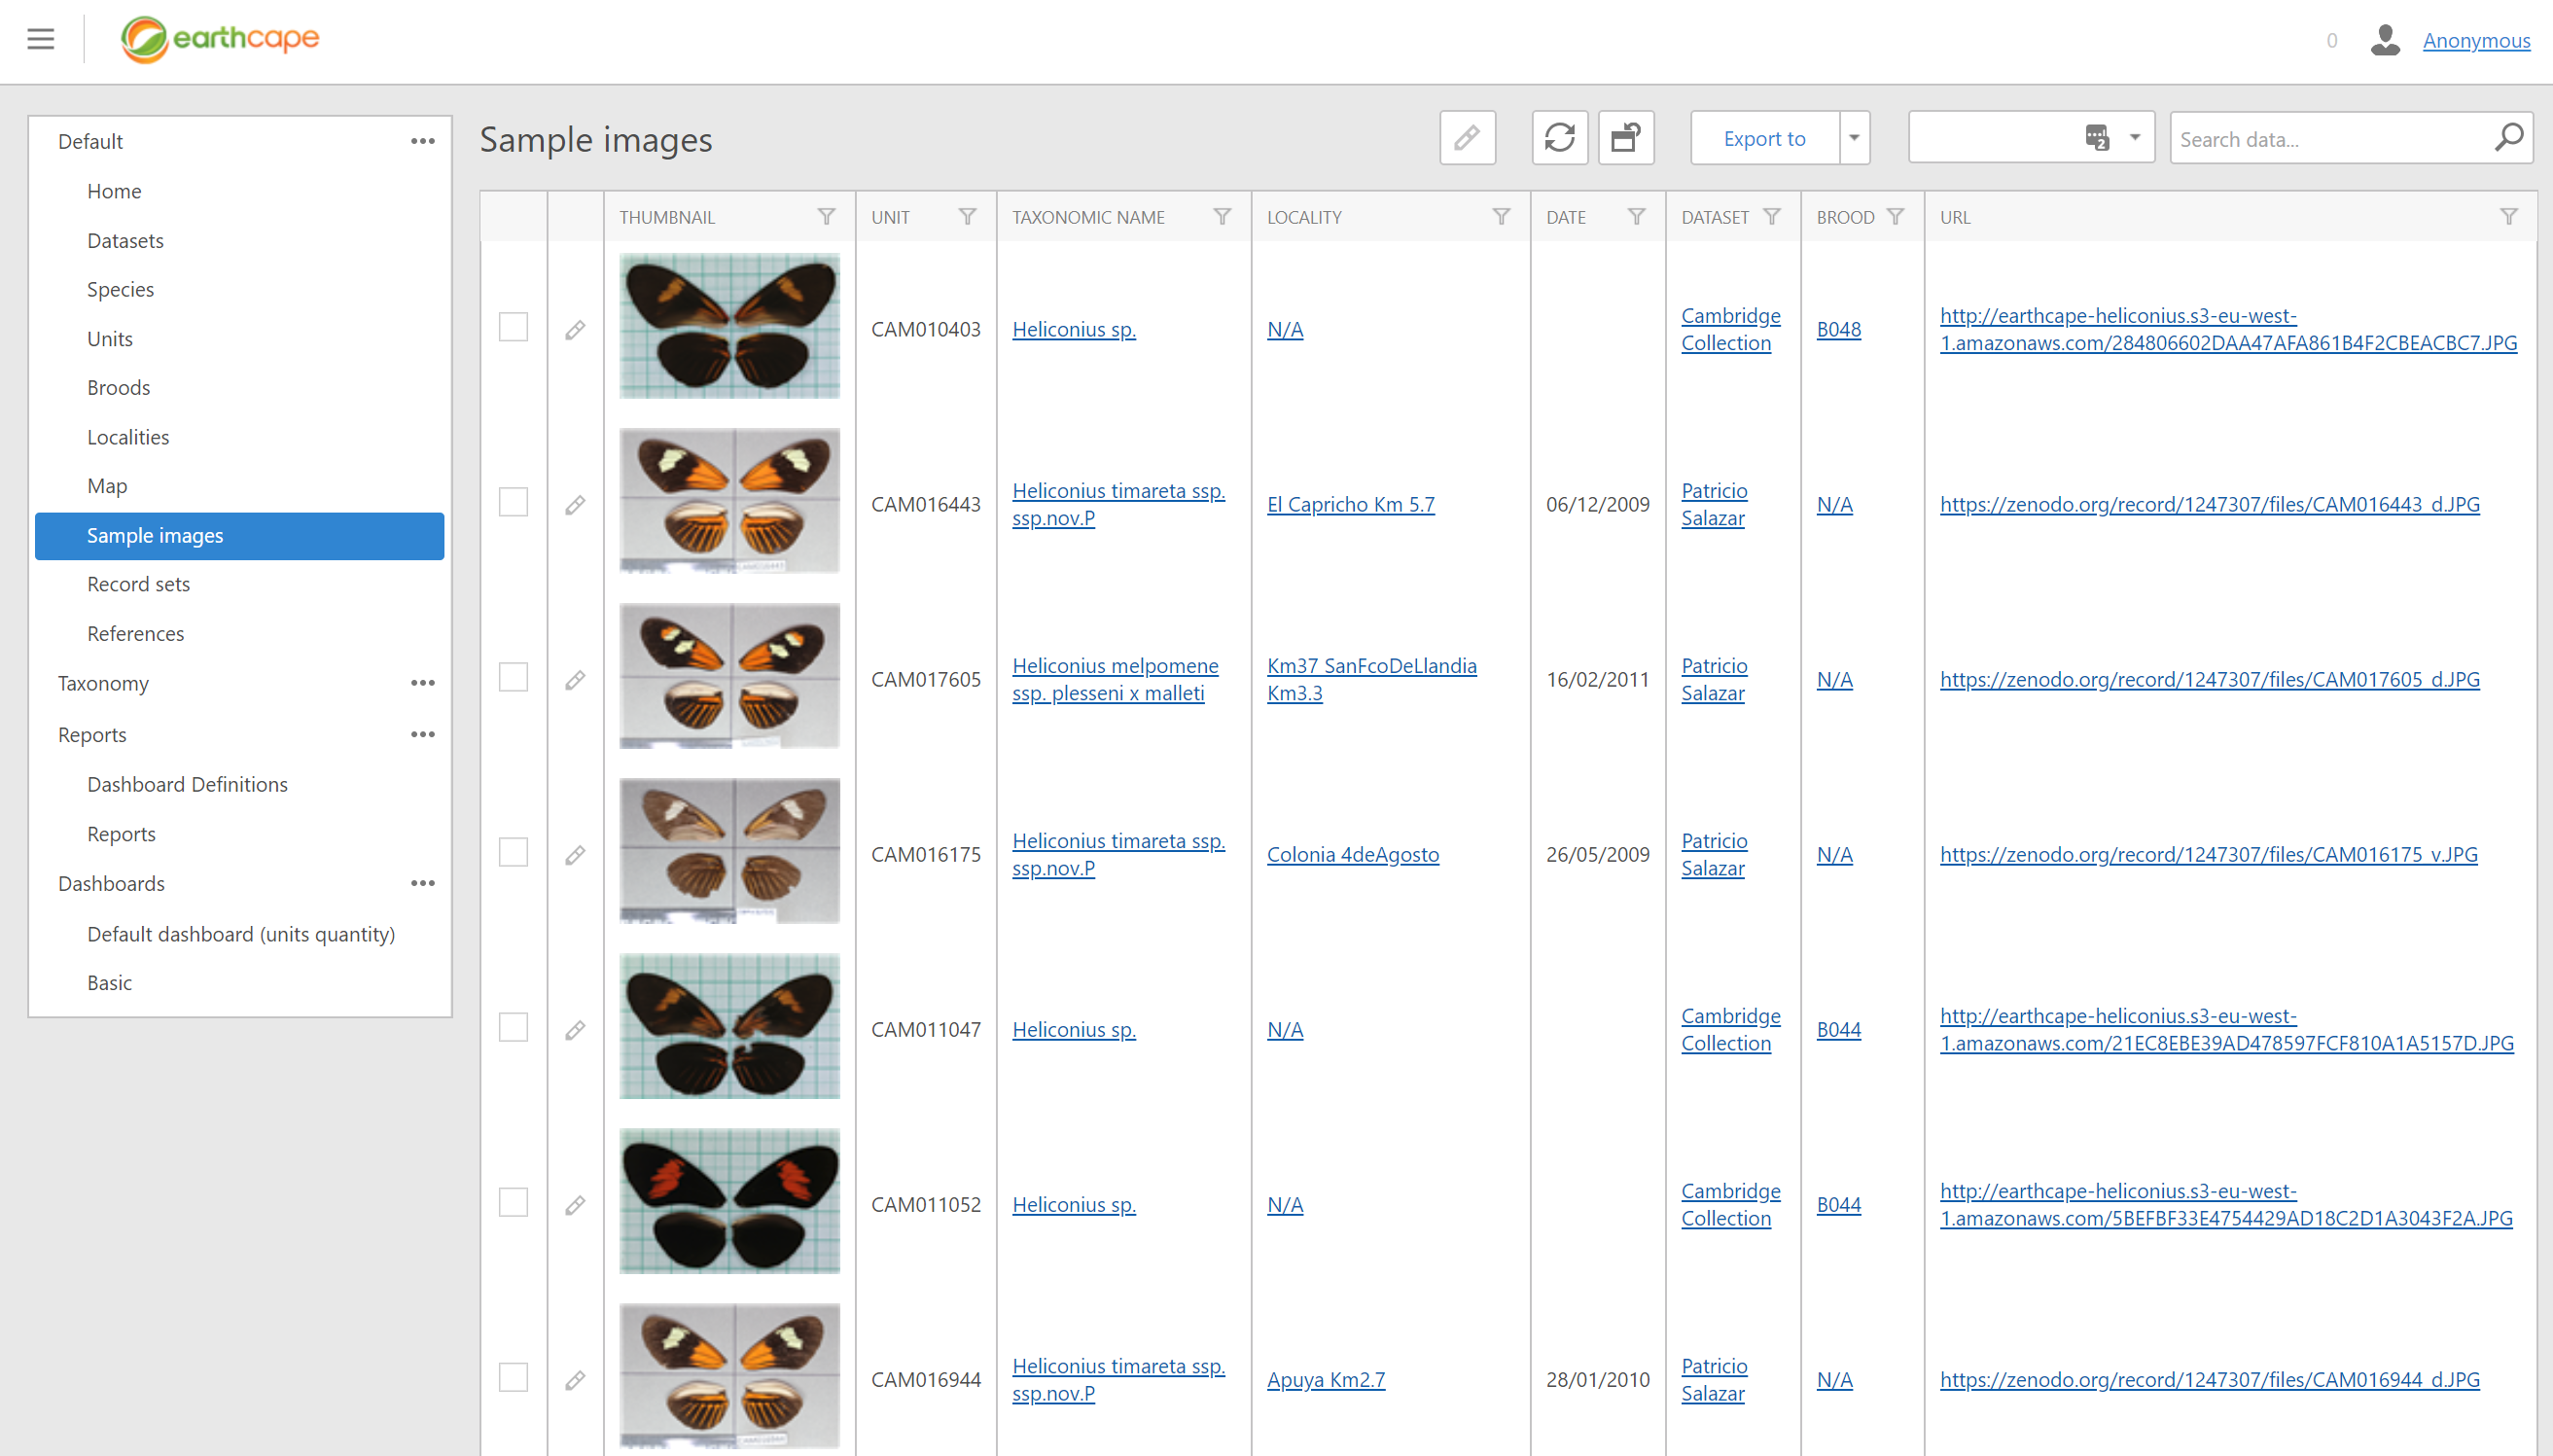 earthcape
0
Anonymous
Default
Home
Datasets
Species
Units
Broods
Localities
Map
Sample images
Record sets
References
Taxonomy
Reports
Dashboard Definitions
Reports
Dashboards
Default dashboard (units quantity)
Basic
Sample images
Export to
2
Search data...
THUMBNAIL UNIT TAXONOMIC NAME LOCALITY DATE DATASET BROOD URL
CAM010403
Heliconius sp.
N/A
Cambridge
Collection
B048
http://earthcape-heliconius.s3-eu-west-
1.amazonaws.com/284806602DAA47AFA861B4F2CBEACBC7.JPG
CAM016443
Heliconius timareta ssp.
ssp.nov.P
El Capricho Km 5.7
06/12/2009
Patricio
Salazar
N/A
https://zenodo.org/record/1247307/files/CAM016443_d.JPG
CAM017605
Heliconius melpomene
ssp. plesseni x malleti
Km37 SanFcoDeLlandia
Km3.3
16/02/2011
Patricio
Salazar
N/A
https://zenodo.org/record/1247307/files/CAM017605_d.JPG
CAM016175
Heliconius timareta ssp.
ssp.nov.P
Colonia 4deAgosto
26/05/2009
Patricio
Salazar
N/A
https://zenodo.org/record/1247307/files/CAM016175_v.JPG
CAM011047
Heliconius sp.
N/A
Cambridge
Collection
B044
http://earthcape-heliconius.s3-eu-west-
1.amazonaws.com/21EC8EBE39AD478597FCF810A1A5157D.JPG
CAM011052
Heliconius sp.
N/A
Cambridge
Collection
B044
http://earthcape-heliconius.s3-eu-west-
1.amazonaws.com/5BEFBF33E4754429AD18C2D1A3043F2A.JPG
CAM016944
Heliconius timareta ssp.
ssp.nov.P
Apuya Km2.7
28/01/2010
Patricio
Salazar
N/A
https://zenodo.org/record/1247307/files/CAM016944_d.JPG